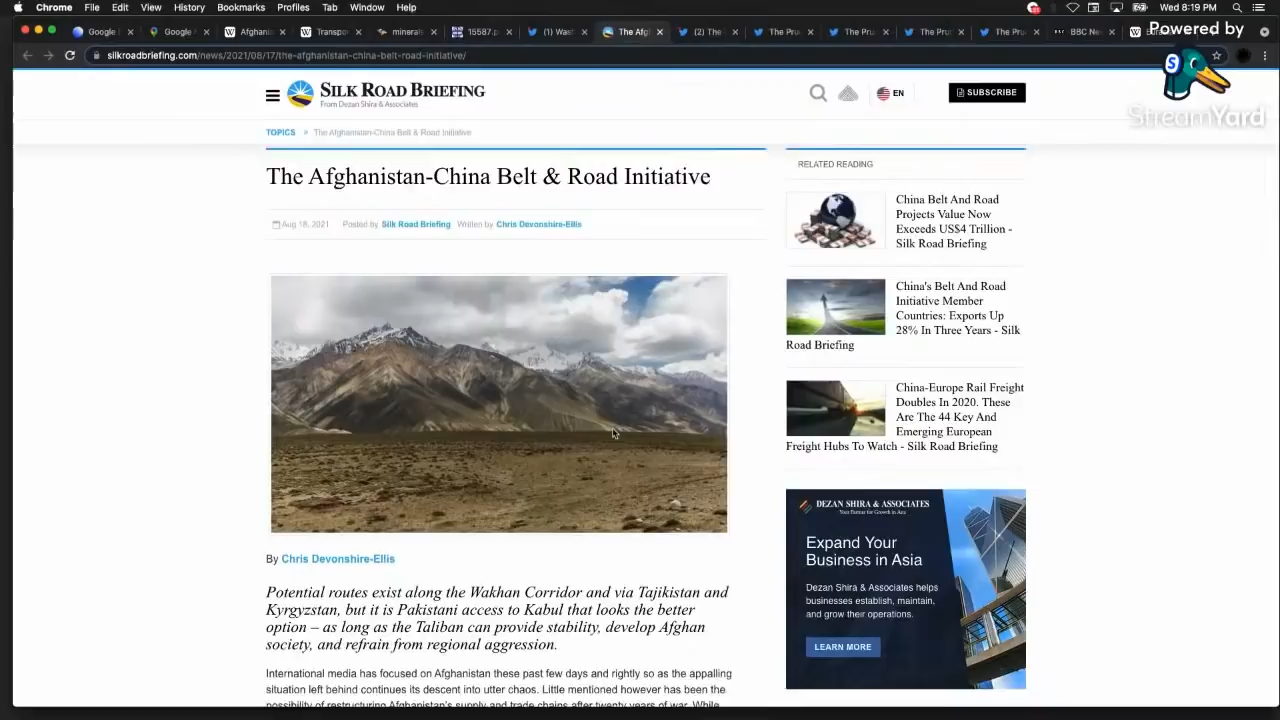 Chrome File Edit View History Bookmarks Profiles Tab Window Help
Wed 8:19 PM
Powered by
StreamYard
Google
Google
Afghanis
Transpo
minerals
15587.p
(1) Wast
The Afg
(2) The
The Pru
The Pru
The Pru
The Pru
BBC Ne
silkroadbriefing.com/news/2021/08/17/the-afghanistan-china-belt-road-initiative/
SILK ROAD BRIEFING
From Dezan Shira & Associates
EN
SUBSCRIBE
TOPICS > The Afghanistan-China Belt & Road Initiative
The Afghanistan-China Belt & Road Initiative
Aug 18, 2021 Posted by Silk Road Briefing Written by Chris Devonshire-Ellis
By Chris Devonshire-Ellis
Potential routes exist along the Wakhan Corridor and via Tajikistan and
Kyrgyzstan, but it is Pakistani access to Kabul that looks the better
option – as long as the Taliban can provide stability, develop Afghan
society, and refrain from regional aggression.
International media has focused on Afghanistan these past few days and rightly so as the appalling
situation left behind continues its descent into utter chaos. Little mentioned however has been the
possibility of restructuring Afghanistan's supply and trade chains after twenty years of war. While
RELATED READING
China Belt And Road
Projects Value Now
Exceeds US$4 Trillion -
Silk Road Briefing
China's Belt And Road
Initiative Member
Countries: Exports Up
28% In Three Years - Silk
Road Briefing
China-Europe Rail Freight
Doubles In 2020. These
Are The 44 Key And
Emerging European
Freight Hubs To Watch - Silk Road Briefing
DEZAN SHIRA & ASSOCIATES
Your Partner for Growth in Asia
Expand Your
Business in Asia
Dezan Shira & Associates helps
businesses establish, maintain,
and grow their operations.
LEARN MORE